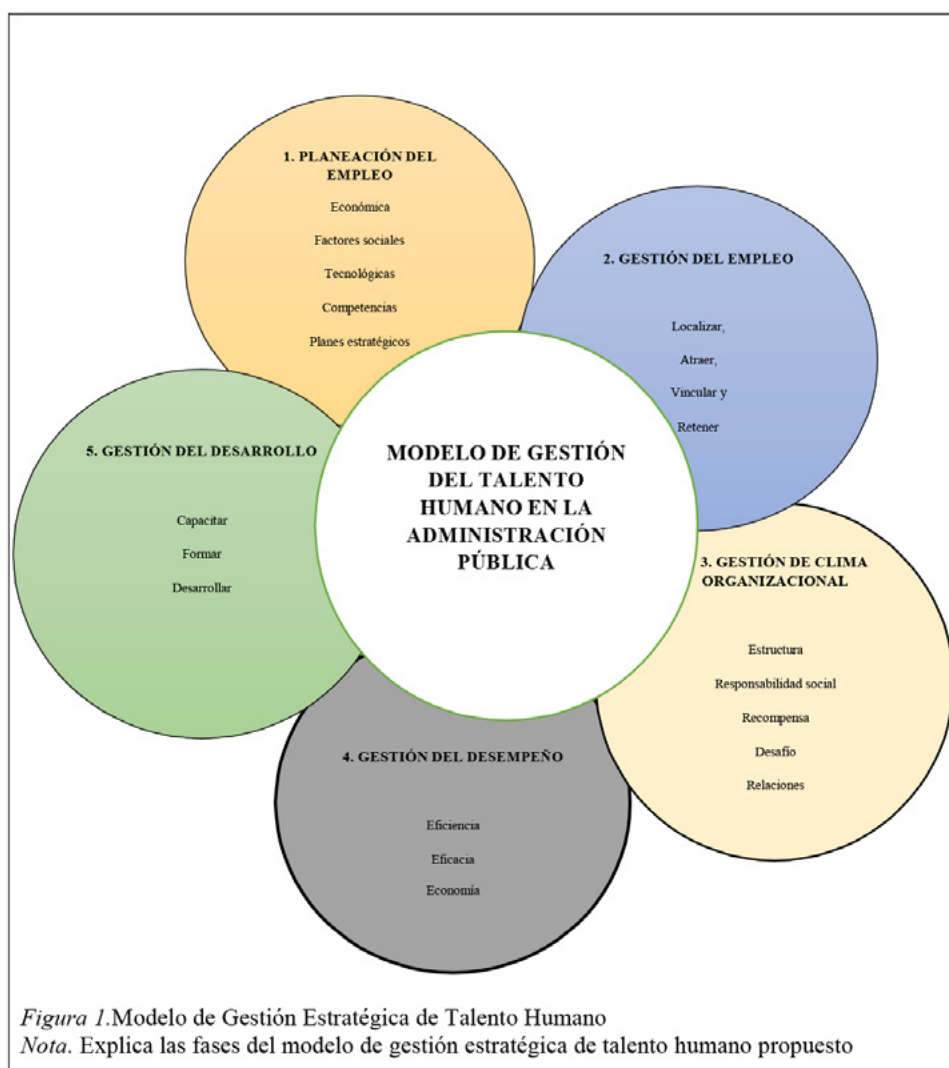 1. PLANEACIÓN DEL
EMPLEO
Económica
Factores sociales
Tecnológicas
Competencias
Planes estratégicos
2. GESTIÓN DEL EMPLEO
Localizar,
Atraer,
Vincular y
Retener
3. GESTIÓN DE CLIMA
ORGANIZACIONAL
Estructura
Responsabilidad social
Recompensa
Desafío
Relaciones
4. GESTIÓN DEL DESEMPEÑO
Eficiencia
Eficacia
Economía
5. GESTIÓN DEL DESARROLLO
Capacitar
Formar
Desarrollar
MODELO DE GESTIÓN
DEL TALENTO
HUMANO EN LA
ADMINISTRACIÓN
PÚBLICA
Figura 1.Modelo de Gestión Estratégica de Talento Humano
Nota. Explica las fases del modelo de gestión estratégica de talento humano propuesto